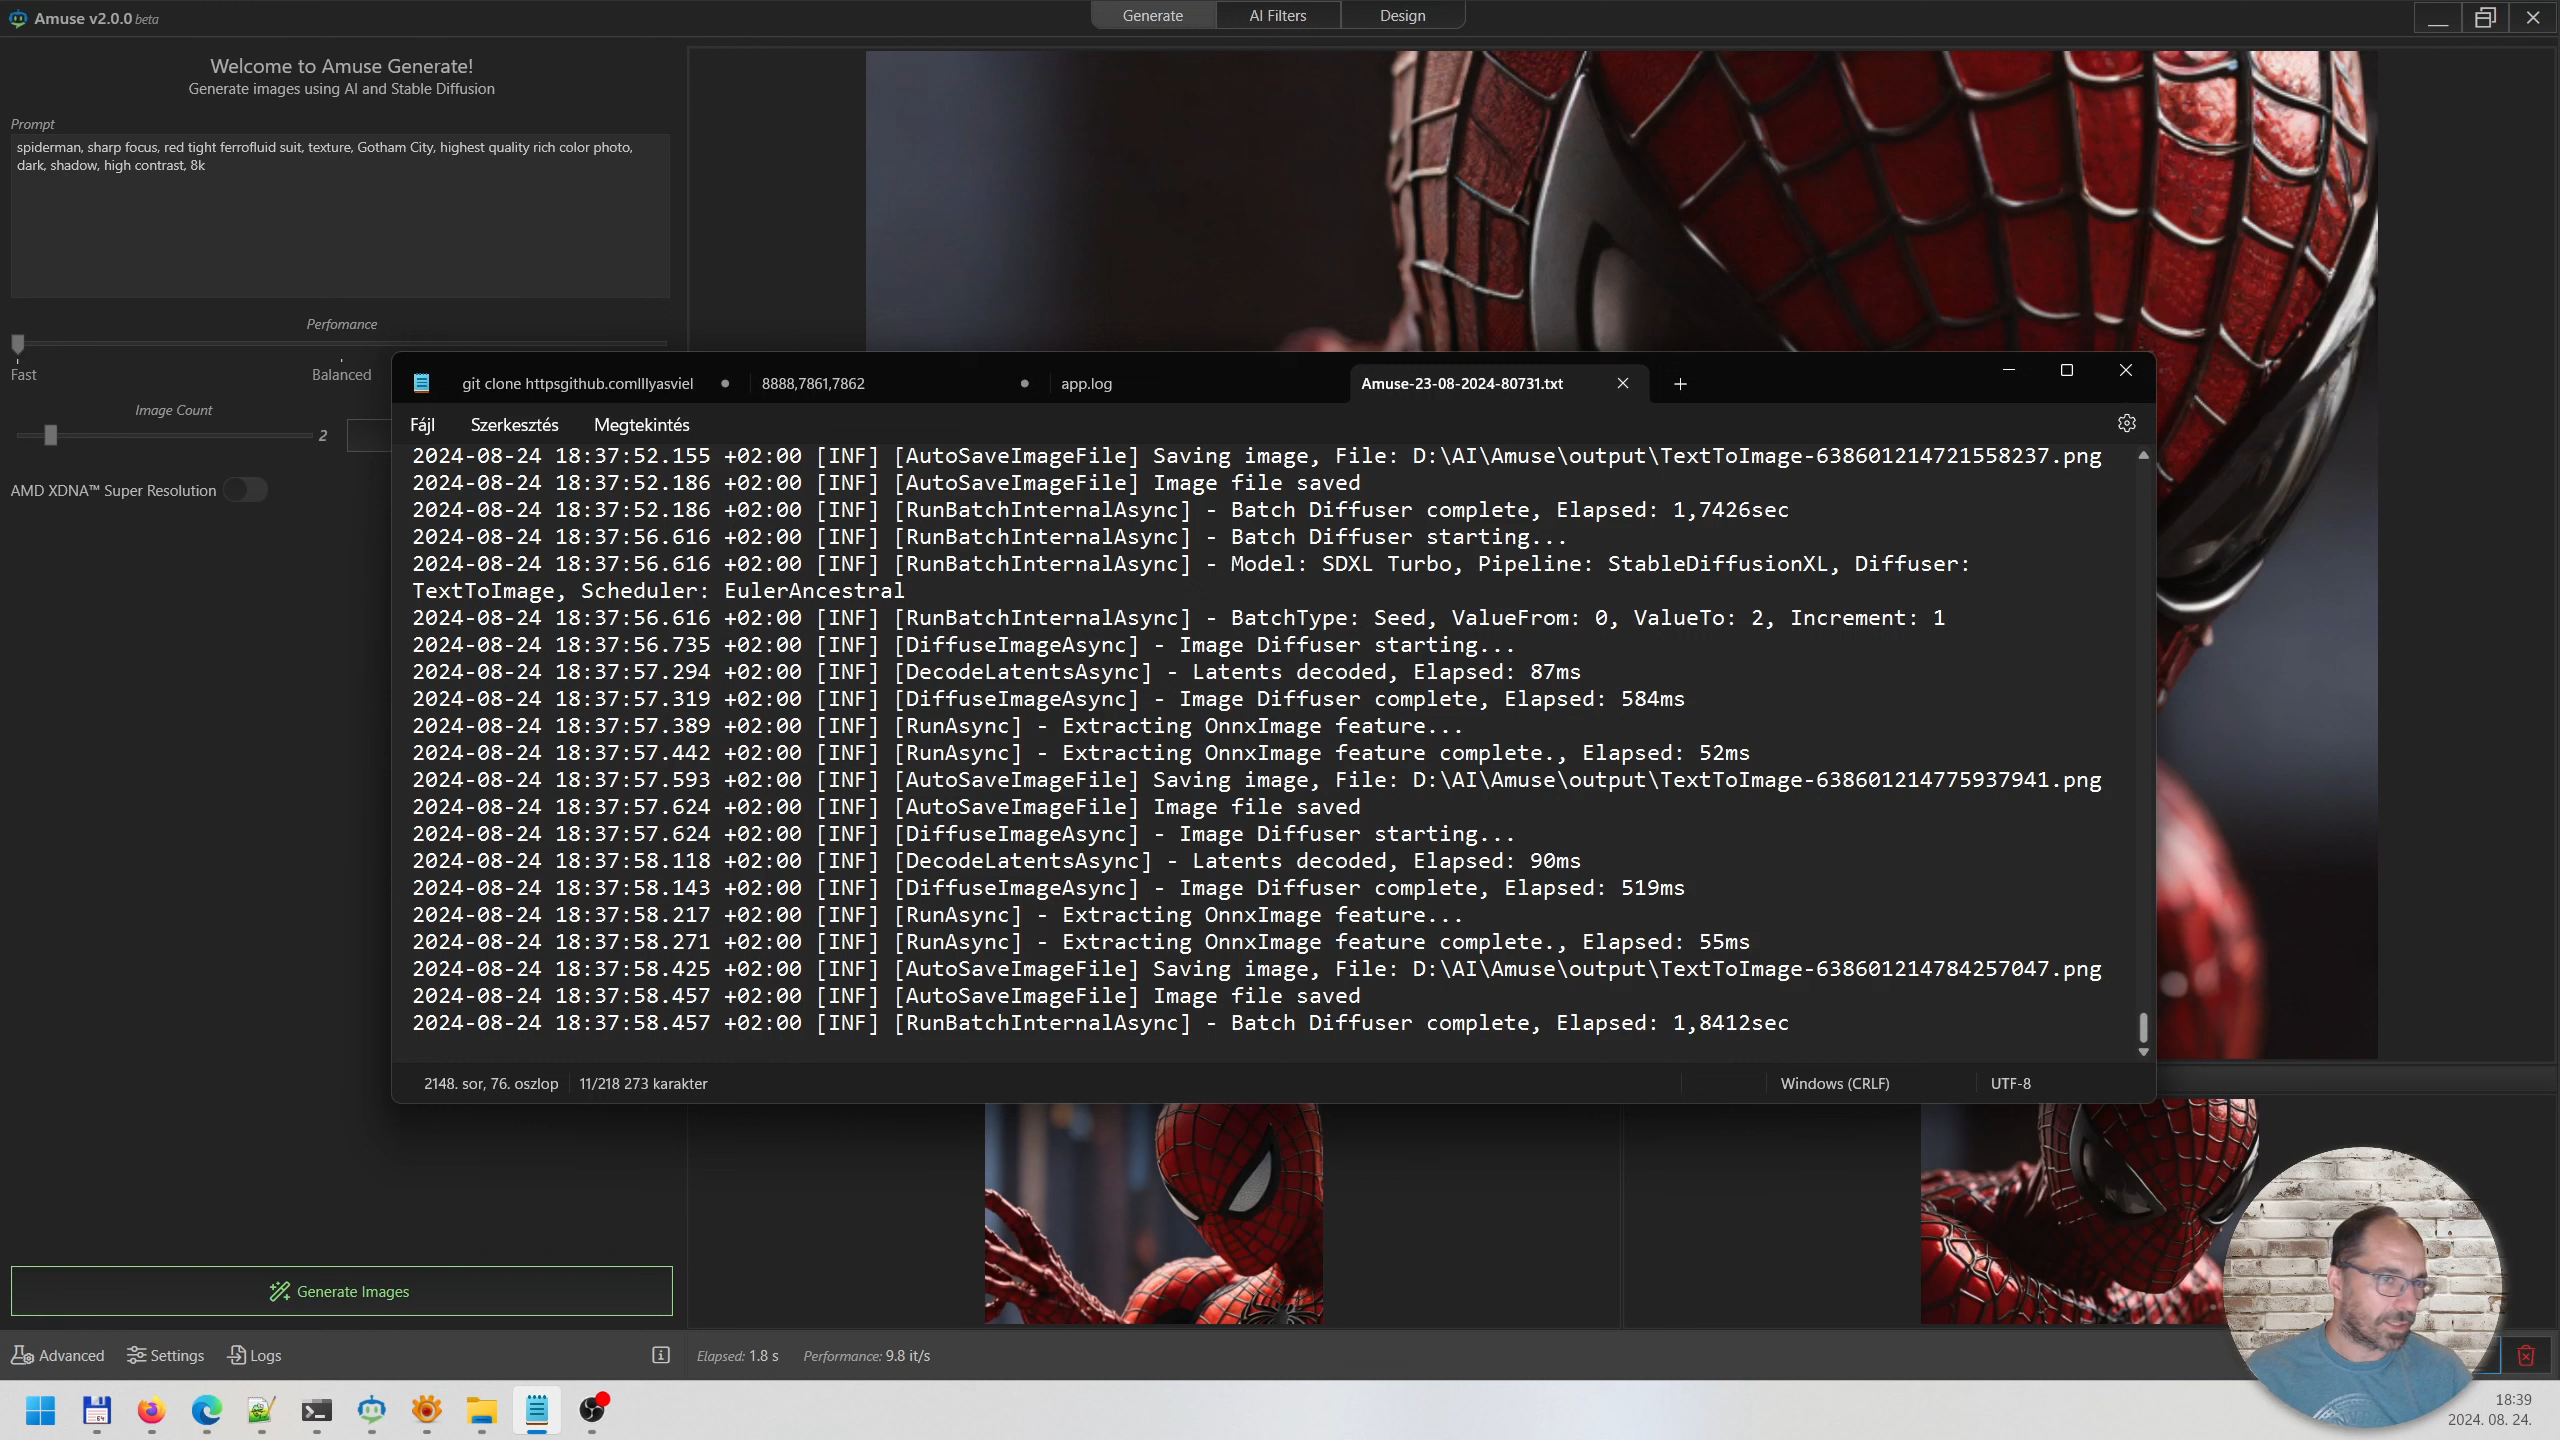 Amuse v2.0.0 beta
Generate
AI Filters
Design
Welcome to Amuse Generate!
Generate images using AI and Stable Diffusion
Prompt
spiderman, sharp focus, red tight ferrofluid suit, texture, Gotham City, highest quality rich color photo,
dark, shadow, high contrast, 8k
Perfomance
Fast
Balanced
Image Count
2
AMD XDNA™ Super Resolution
git clone httpsgithub.comlllyasviel
8888,7861,7862
app.log
Amuse-23-08-2024-80731.txt
Fájl
Szerkesztés
Megtekintés
2024-08-24 18:37:52.155 +02:00 [INF] [AutoSaveImageFile] Saving image, File: D:\AI\Amuse\output\TextToImage-638601214721558237.png
2024-08-24 18:37:52.186 +02:00 [INF] [AutoSaveImageFile] Image file saved
2024-08-24 18:37:52.186 +02:00 [INF] [RunBatchInternalAsync] - Batch Diffuser complete, Elapsed: 1,7426sec
2024-08-24 18:37:56.616 +02:00 [INF] [RunBatchInternalAsync] - Batch Diffuser starting...
2024-08-24 18:37:56.616 +02:00 [INF] [RunBatchInternalAsync] - Model: SDXL Turbo, Pipeline: StableDiffusionXL, Diffuser:
TextToImage, Scheduler: EulerAncestral
2024-08-24 18:37:56.616 +02:00 [INF] [RunBatchInternalAsync] - BatchType: Seed, ValueFrom: 0, ValueTo: 2, Increment: 1
2024-08-24 18:37:56.735 +02:00 [INF] [DiffuseImageAsync] - Image Diffuser starting...
2024-08-24 18:37:57.294 +02:00 [INF] [DecodeLatentsAsync] - Latents decoded, Elapsed: 87ms
2024-08-24 18:37:57.319 +02:00 [INF] [DiffuseImageAsync] - Image Diffuser complete, Elapsed: 584ms
2024-08-24 18:37:57.389 +02:00 [INF] [RunAsync] - Extracting OnnxImage feature...
2024-08-24 18:37:57.442 +02:00 [INF] [RunAsync] - Extracting OnnxImage feature complete., Elapsed: 52ms
2024-08-24 18:37:57.593 +02:00 [INF] [AutoSaveImageFile] Saving image, File: D:\AI\Amuse\output\TextToImage-638601214775937941.png
2024-08-24 18:37:57.624 +02:00 [INF] [AutoSaveImageFile] Image file saved
2024-08-24 18:37:57.624 +02:00 [INF] [DiffuseImageAsync] - Image Diffuser starting...
2024-08-24 18:37:58.118 +02:00 [INF] [DecodeLatentsAsync] - Latents decoded, Elapsed: 90ms
2024-08-24 18:37:58.143 +02:00 [INF] [DiffuseImageAsync] - Image Diffuser complete, Elapsed: 519ms
2024-08-24 18:37:58.217 +02:00 [INF] [RunAsync] - Extracting OnnxImage feature...
2024-08-24 18:37:58.271 +02:00 [INF] [RunAsync] - Extracting OnnxImage feature complete., Elapsed: 55ms
2024-08-24 18:37:58.425 +02:00 [INF] [AutoSaveImageFile] Saving image, File: D:\AI\Amuse\output\TextToImage-638601214784257047.png
2024-08-24 18:37:58.457 +02:00 [INF] [AutoSaveImageFile] Image file saved
2024-08-24 18:37:58.457 +02:00 [INF] [RunBatchInternalAsync] - Batch Diffuser complete, Elapsed: 1,8412sec
2148. sor, 76. oszlop
11/218 273 karakter
Windows (CRLF)
UTF-8
Generate Images
Advanced
Settings
Logs
Elapsed: 1.8 s
Performance: 9.8 it/s
64
18:39
2024. 08. 24.